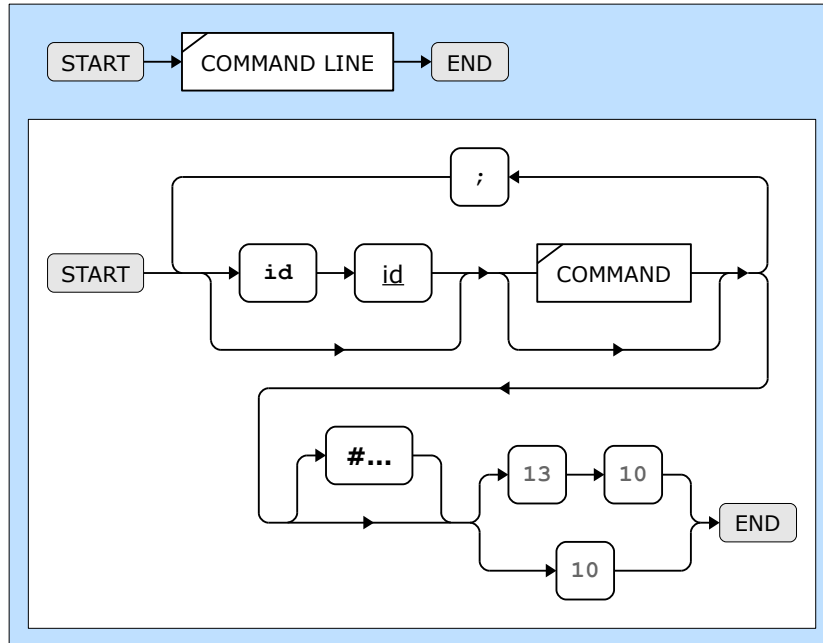 START COMMAND LINE END
;
START id id COMMAND
#...
13 10
END
10